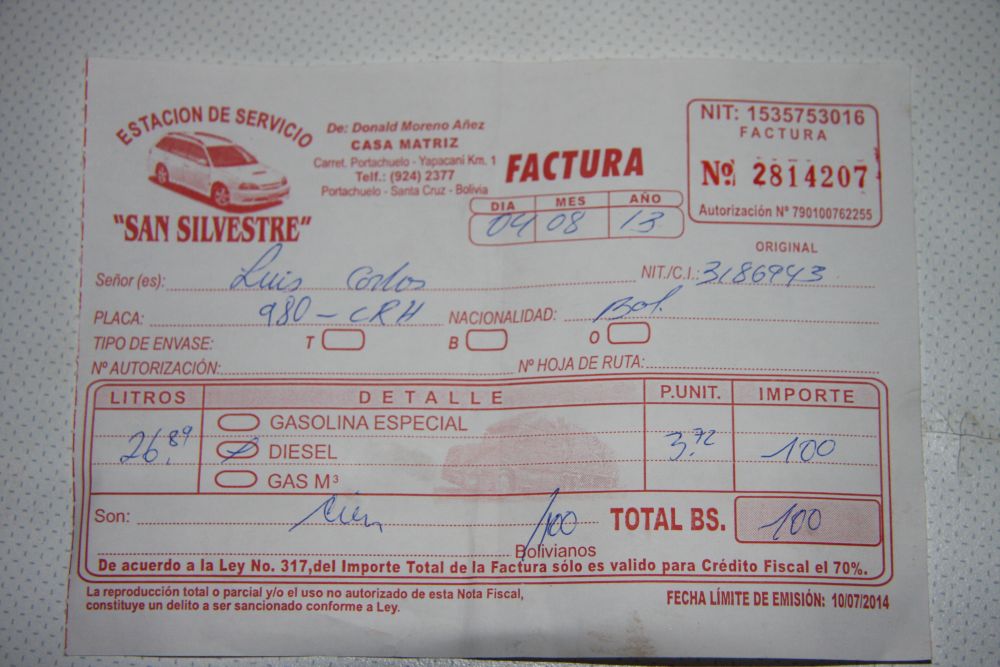 ESTACION DE SERVICIO
"SAN SILVESTRE"
De: Donald Moreno Añez
CASA MATRIZ
Carret. Portachuelo - Yapacaní Km. 1
Telf.: (924) 2377
Portachuelo - Santa Cruz - Bolivia
FACTURA
DIA MES AÑO
04 08 13
NIT: 1535753016
FACTURA
Nº. 2814207
Autorización Nº 790100762255
ORIGINAL
Señor (es): Luis Carlos NIT./C.I.: 3186943
PLACA: 980-CRH NACIONALIDAD: Bol.
TIPO DE ENVASE: T B O
Nº AUTORIZACIÓN: Nº HOJA DE RUTA:
LITROS DETALLE P.UNIT. IMPORTE
GASOLINA ESPECIAL
26,89 DIESEL 3,72 100
GAS M³
Son: cien /100 TOTAL BS. 100
Bolivianos
De acuerdo a la Ley No. 317,del Importe Total de la Factura sólo es valido para Crédito Fiscal el 70%.
La reproducción total o parcial y/o el uso no autorizado de esta Nota Fiscal,
constituye un delito a ser sancionado conforme a Ley.
FECHA LÍMITE DE EMISIÓN: 10/07/2014